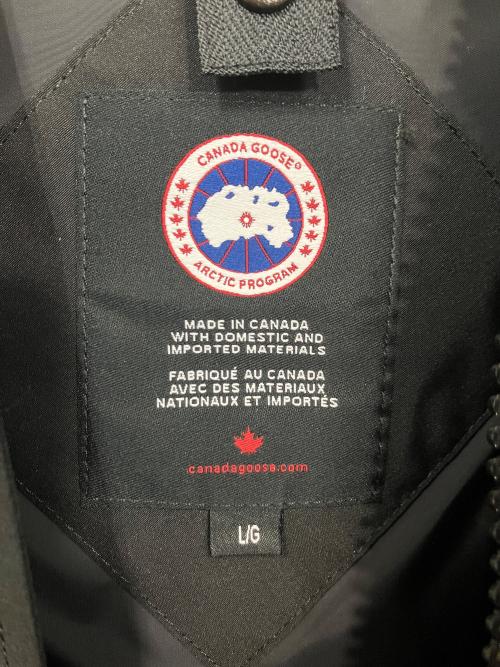 CANADA GOOSE®
ARCTIC PROGRAM
MADE IN CANADA
WITH DOMESTIC AND
IMPORTED MATERIALS
FABRIQUÉ AU CANADA
AVEC DES MATERIAUX
NATIONAUX ET IMPORTÉS
canadagoose.com
L/G